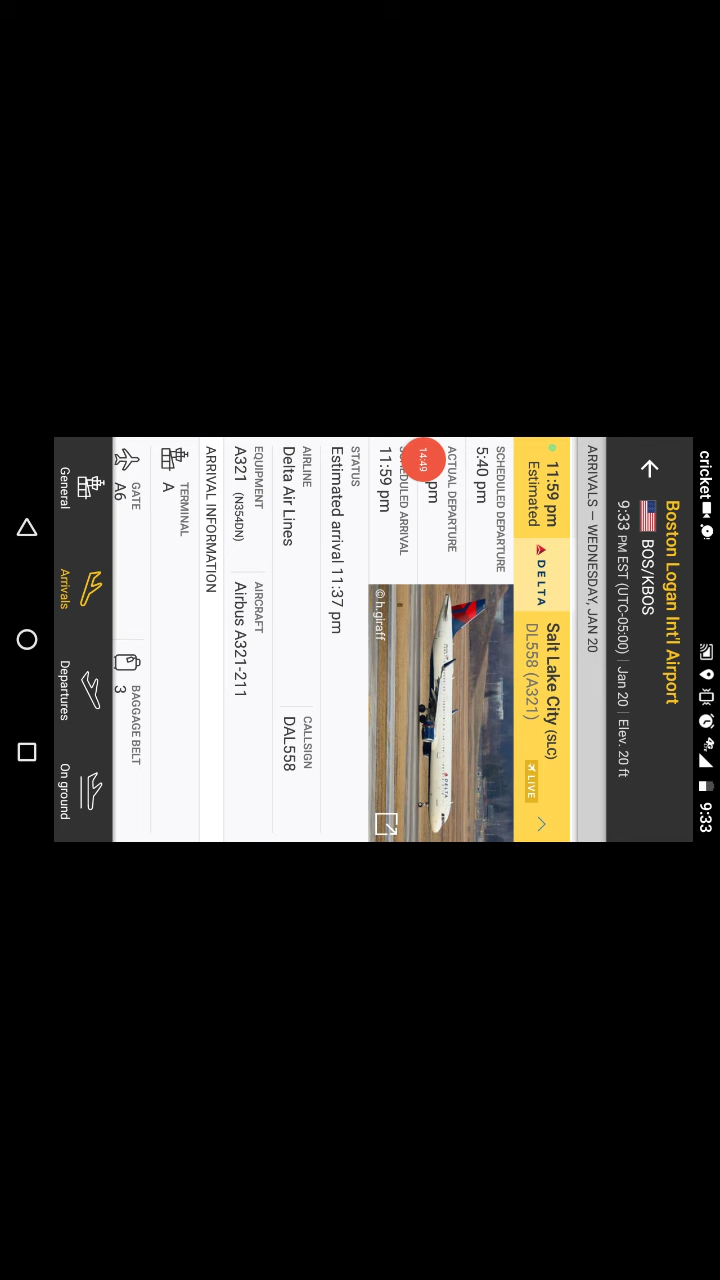 cricket
9:33
Boston Logan Int'l Airport
BOS/KBOS
9:33 PM EST (UTC-05:00) | Jan 20 | Elev. 20 ft
ARRIVALS – WEDNESDAY, JAN 20
11:59 pm
Estimated
DELTA
Salt Lake City (SLC)
DL558 (A321)
LIVE
SCHEDULED DEPARTURE
5:40 pm
ACTUAL DEPARTURE
pm
14:49
SCHEDULED ARRIVAL
11:59 pm
DELTA
© h.giraff
STATUS
Estimated arrival 11:37 pm
AIRLINE
Delta Air Lines
CALLSIGN
DAL558
EQUIPMENT
A321 (N354DN)
AIRCRAFT
Airbus A321-211
ARRIVAL INFORMATION
TERMINAL
A
GATE
A6
BAGGAGE BELT
3
General
Arrivals
Departures
On ground